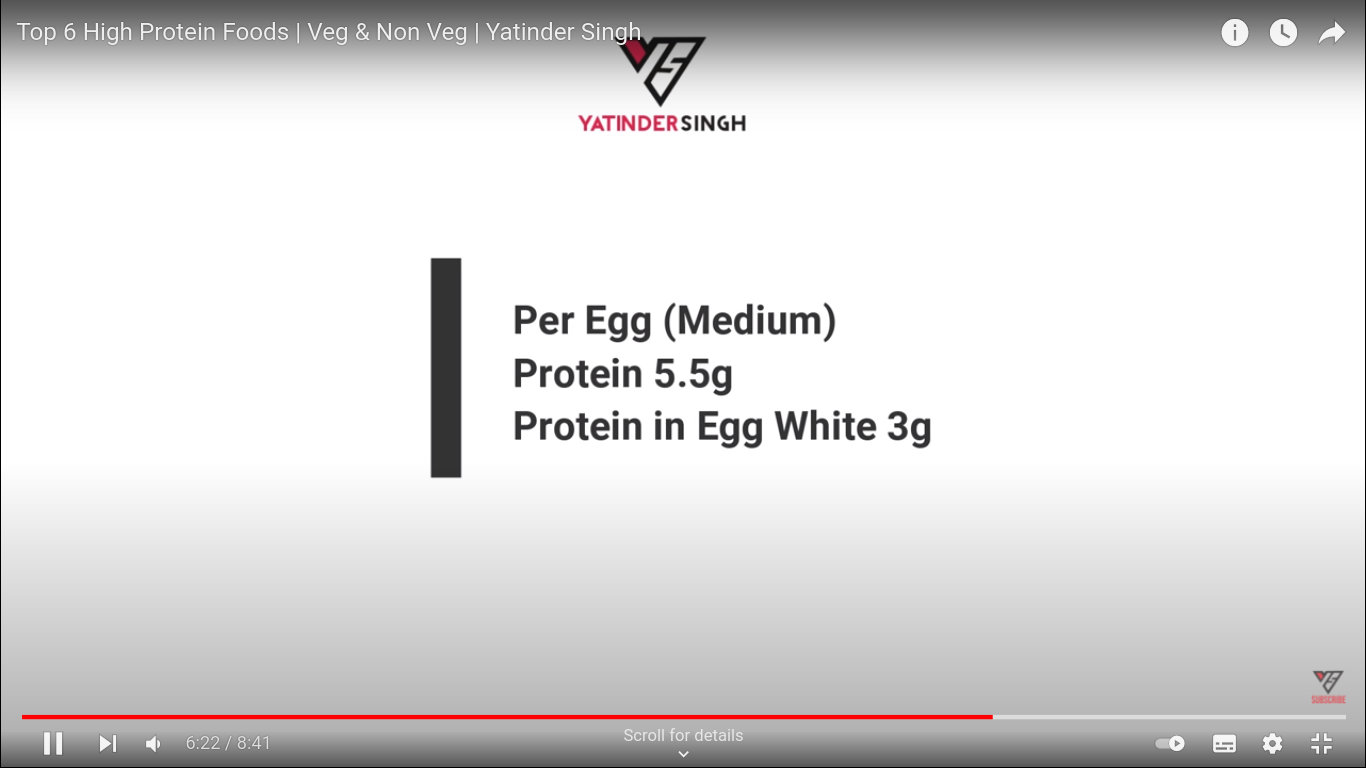 Top 6 High Protein Foods | Veg & Non Veg | Yatinder Singh
YATINDERSINGH
Per Egg (Medium)
Protein 5.5g
Protein in Egg White 3g
SUBSCRIBE
6:22 / 8:41
Scroll for details